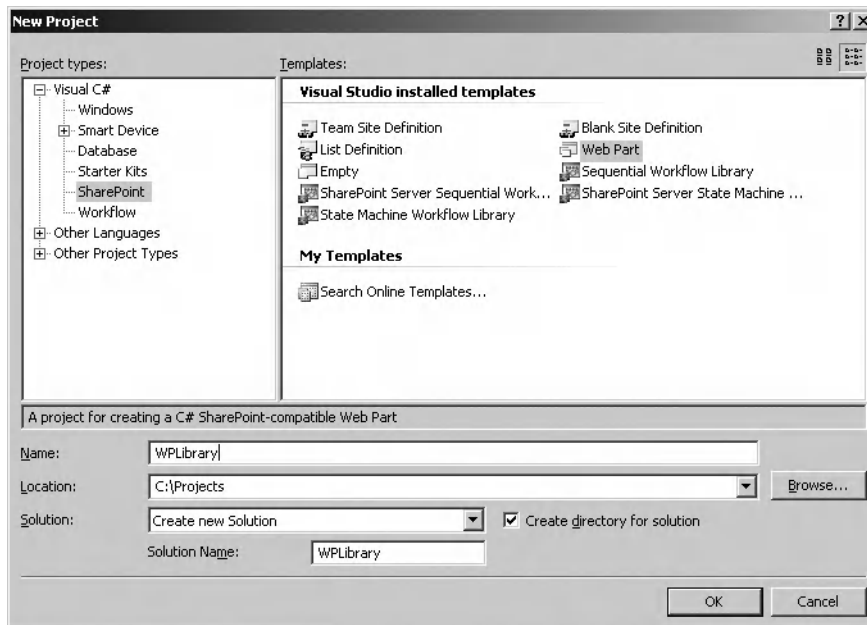 New Project
Project types:
Templates:
Visual C#
Windows
Smart Device
Database
Starter Kits
SharePoint
Workflow
Other Languages
Other Project Types
Visual Studio installed templates
Team Site Definition
Blank Site Definition
List Definition
Web Part
Empty
Sequential Workflow Library
SharePoint Server Sequential Work...
SharePoint Server State Machine ...
State Machine Workflow Library
My Templates
Search Online Templates...
A project for creating a C# SharePoint-compatible Web Part
Name:
WPLibrary
Location:
C:\Projects
Browse...
Solution:
Create new Solution
Create directory for solution
Solution Name:
WPLibrary
OK
Cancel